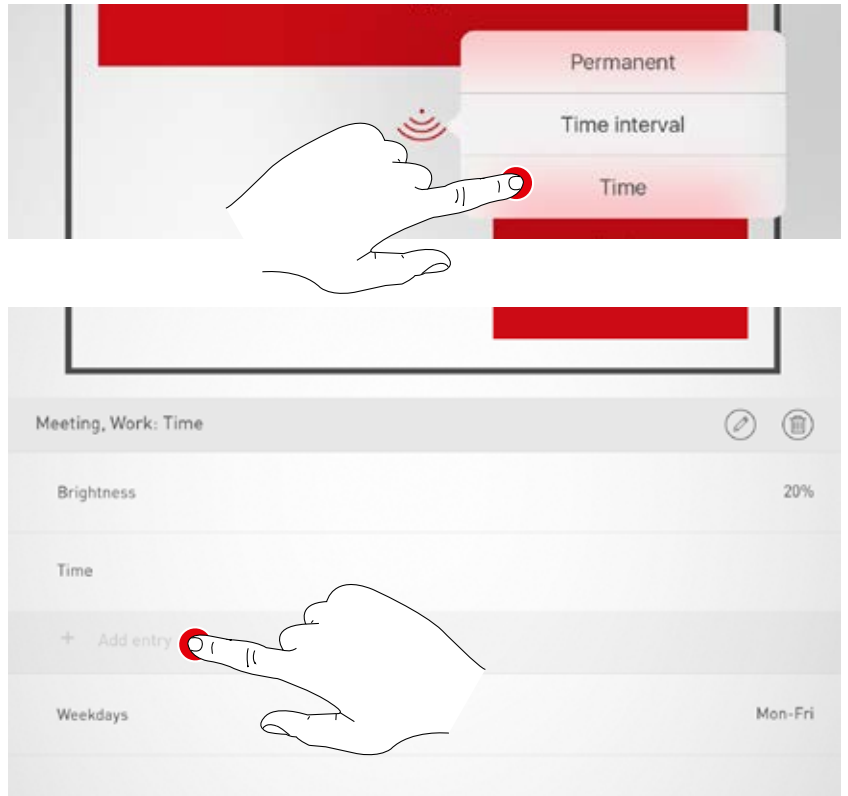 Permanent
Time interval
Time
Meeting, Work: Time
Brightness 20%
Time
+ Add entry
Weekdays Mon-Fri